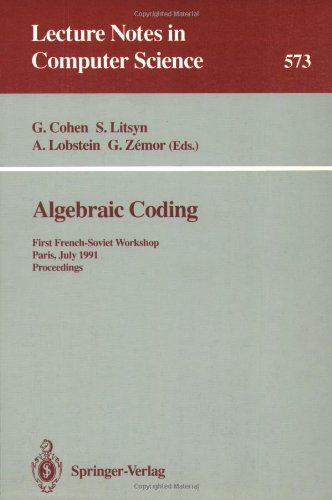 Lecture Notes in
Computer Science
573
G. Cohen S. Litsyn
A. Lobstein G. Zémor (Eds.)
Algebraic Coding
First French-Soviet Workshop
Paris, July 1991
Proceedings
Springer-Verlag